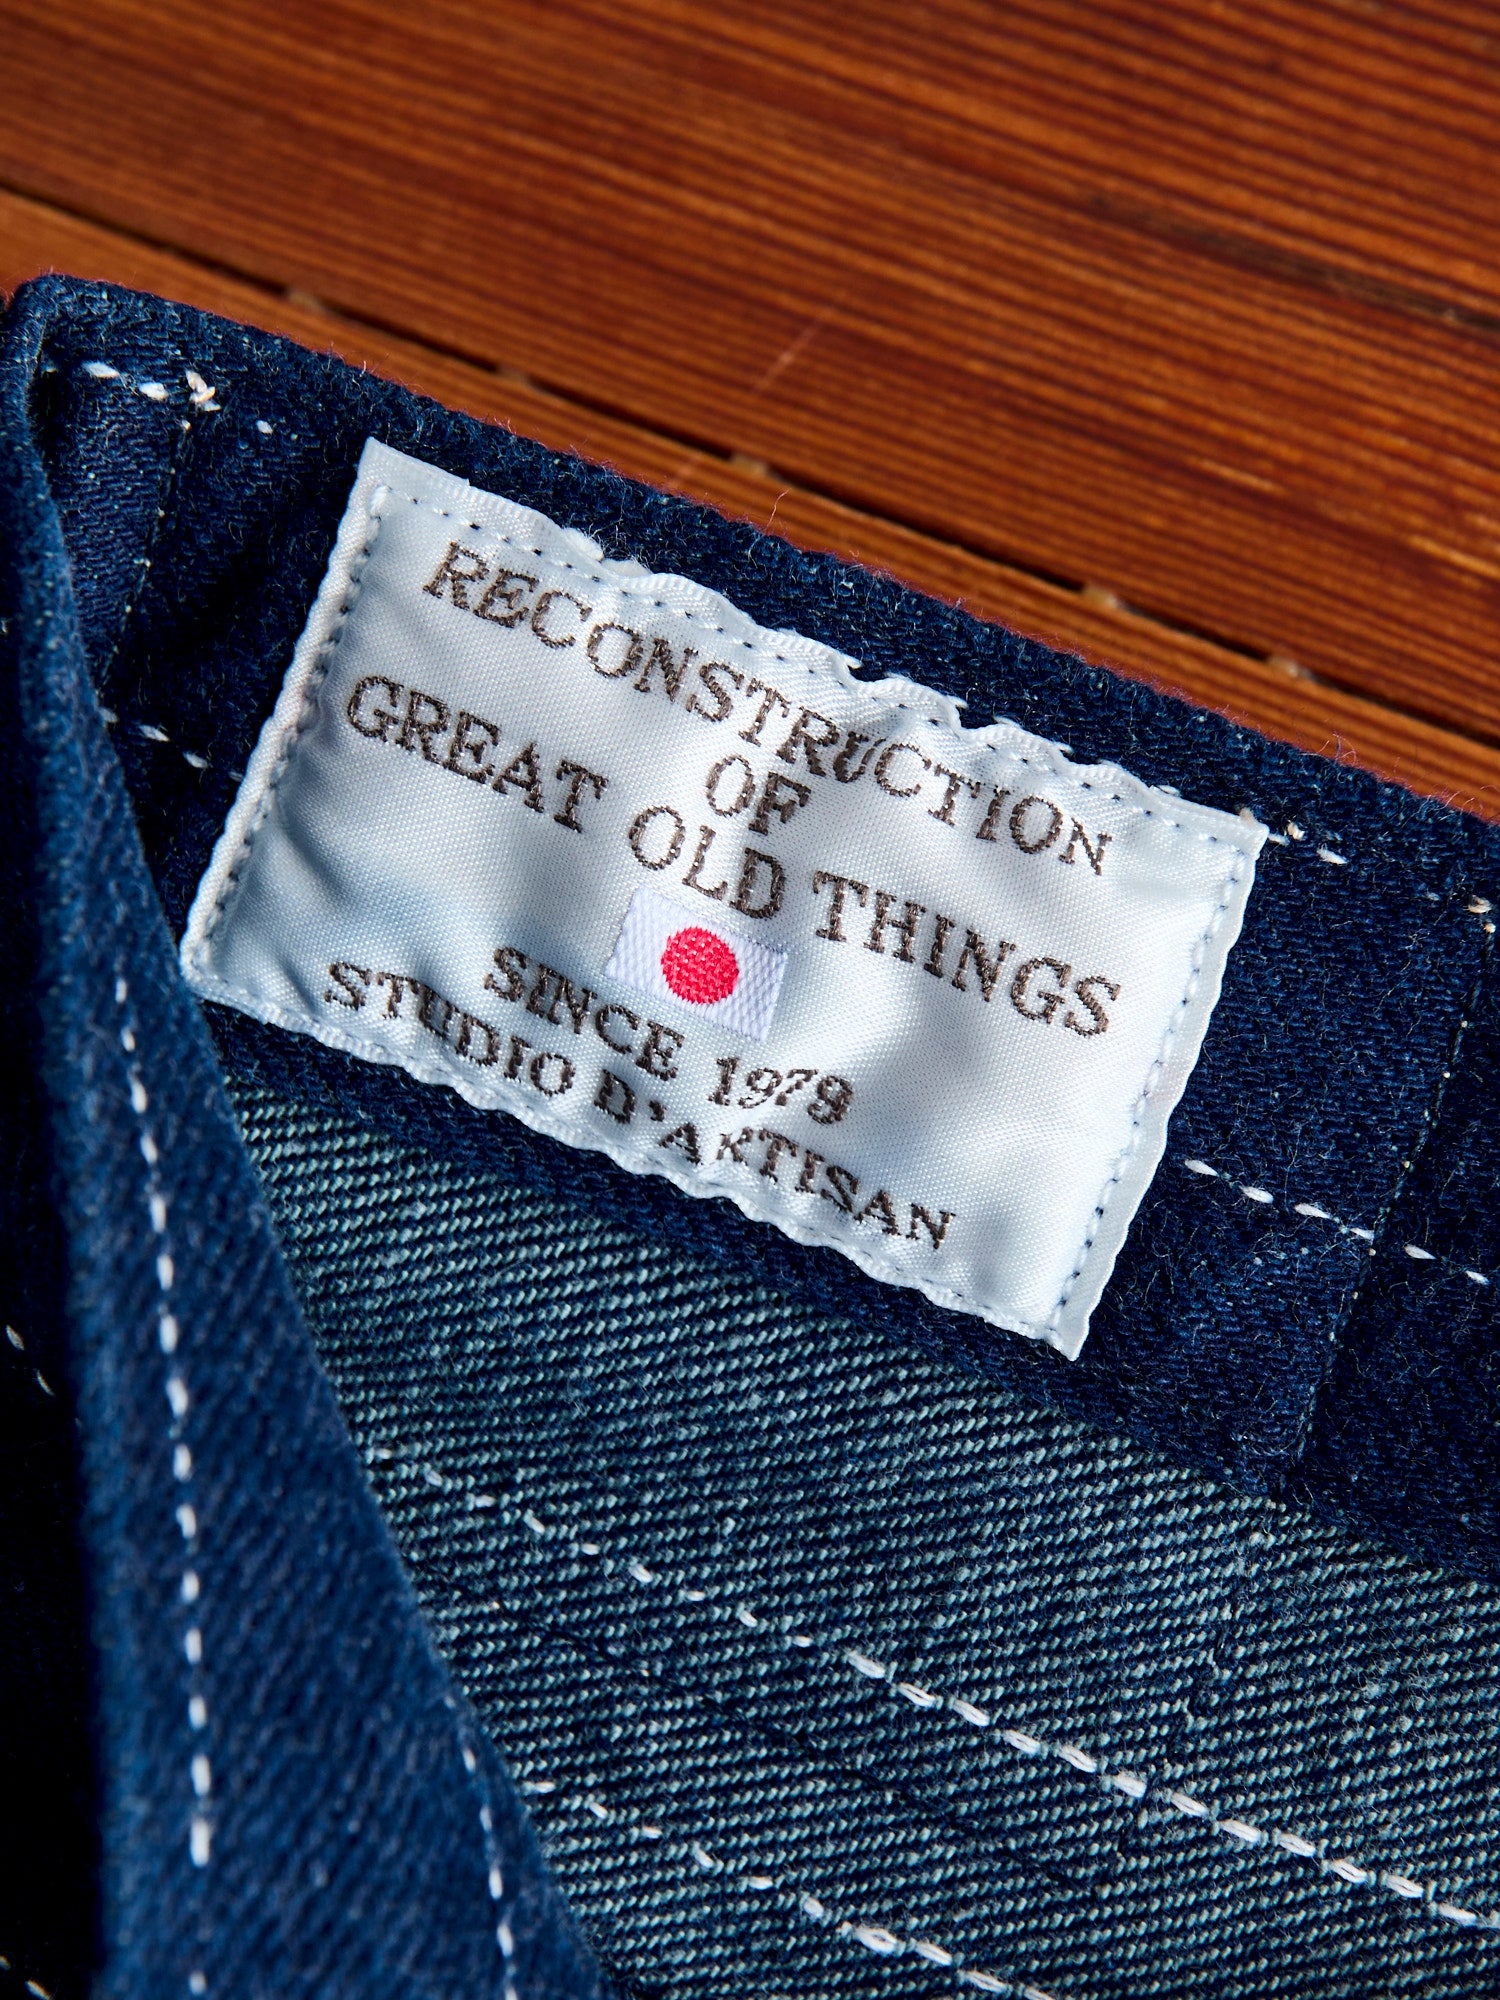 RECONSTRUCTION
OF
GREAT OLD THINGS
SINCE 1979
STUDIO D'ARTISAN